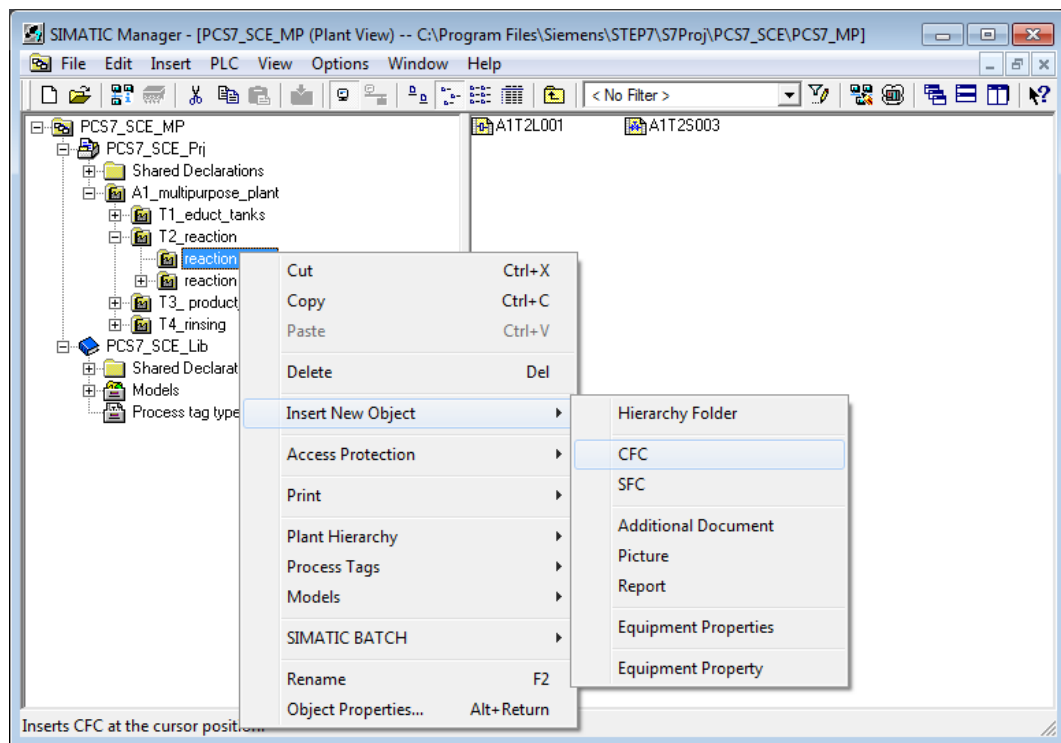 SIMATIC Manager - [PCS7_SCE_MP (Plant View) -- C:\Program Files\Siemens\STEP7\S7Proj\PCS7_SCE\PCS7_MP]
File Edit Insert PLC View Options Window Help
< No Filter >
PCS7_SCE_MP
PCS7_SCE_Prj
Shared Declarations
A1_multipurpose_plant
T1_educt_tanks
T2_reaction
reaction
reaction
T3_ product_
T4_rinsing
PCS7_SCE_Lib
Shared Declarat
Models
Process tag type
A1T2L001 A1T2S003
Cut Ctrl+X
Copy Ctrl+C
Paste Ctrl+V
Delete Del
Insert New Object
Access Protection
Print
Plant Hierarchy
Process Tags
Models
SIMATIC BATCH
Rename F2
Object Properties... Alt+Return
Hierarchy Folder
CFC
SFC
Additional Document
Picture
Report
Equipment Properties
Equipment Property
Inserts CFC at the cursor position.